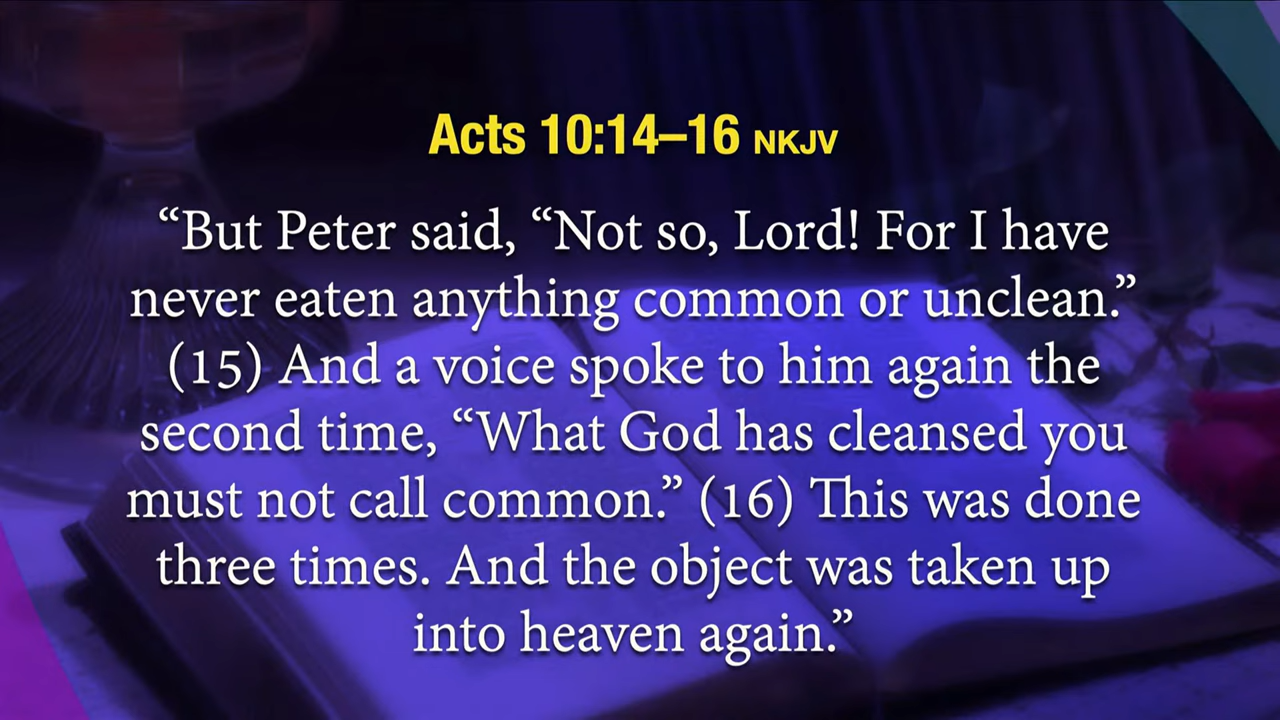 Acts 10:14–16 NKJV
“But Peter said, “Not so, Lord! For I have
never eaten anything common or unclean.”
(15) And a voice spoke to him again the
second time, “What God has cleansed you
must not call common.” (16) This was done
three times. And the object was taken up
into heaven again.”